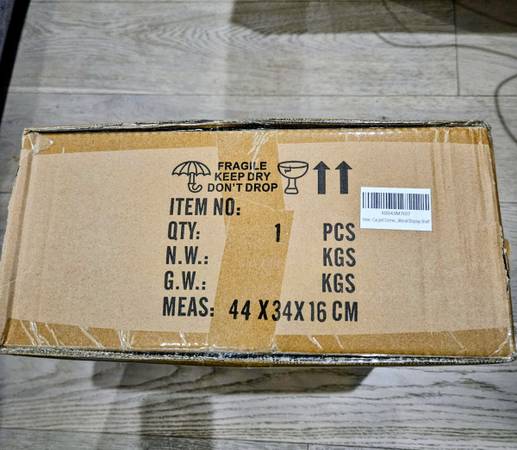 FRAGILE
KEEP DRY
DON'T DROP
ITEM NO:
QTY: 1 PCS
N.W.: KGS
G.W.: KGS
MEAS: 44 X 34 X 16 CM